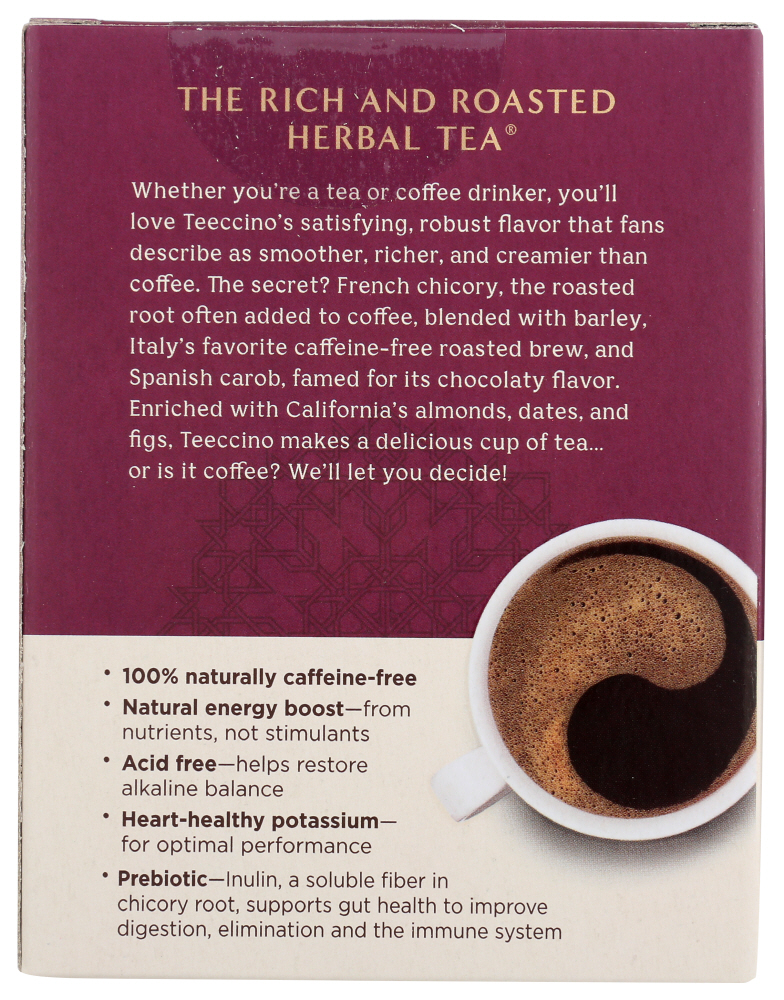 THE RICH AND ROASTED
HERBAL TEA®
Whether you're a tea or coffee drinker, you'll
love Teeccino's satisfying, robust flavor that fans
describe as smoother, richer, and creamier than
coffee. The secret? French chicory, the roasted
root often added to coffee, blended with barley,
Italy's favorite caffeine-free roasted brew, and
Spanish carob, famed for its chocolaty flavor.
Enriched with California's almonds, dates, and
figs, Teeccino makes a delicious cup of tea...
or is it coffee? We'll let you decide!
• 100% naturally caffeine-free
• Natural energy boost—from
nutrients, not stimulants
• Acid free—helps restore
alkaline balance
• Heart-healthy potassium—
for optimal performance
• Prebiotic—Inulin, a soluble fiber in
chicory root, supports gut health to improve
digestion, elimination and the immune system